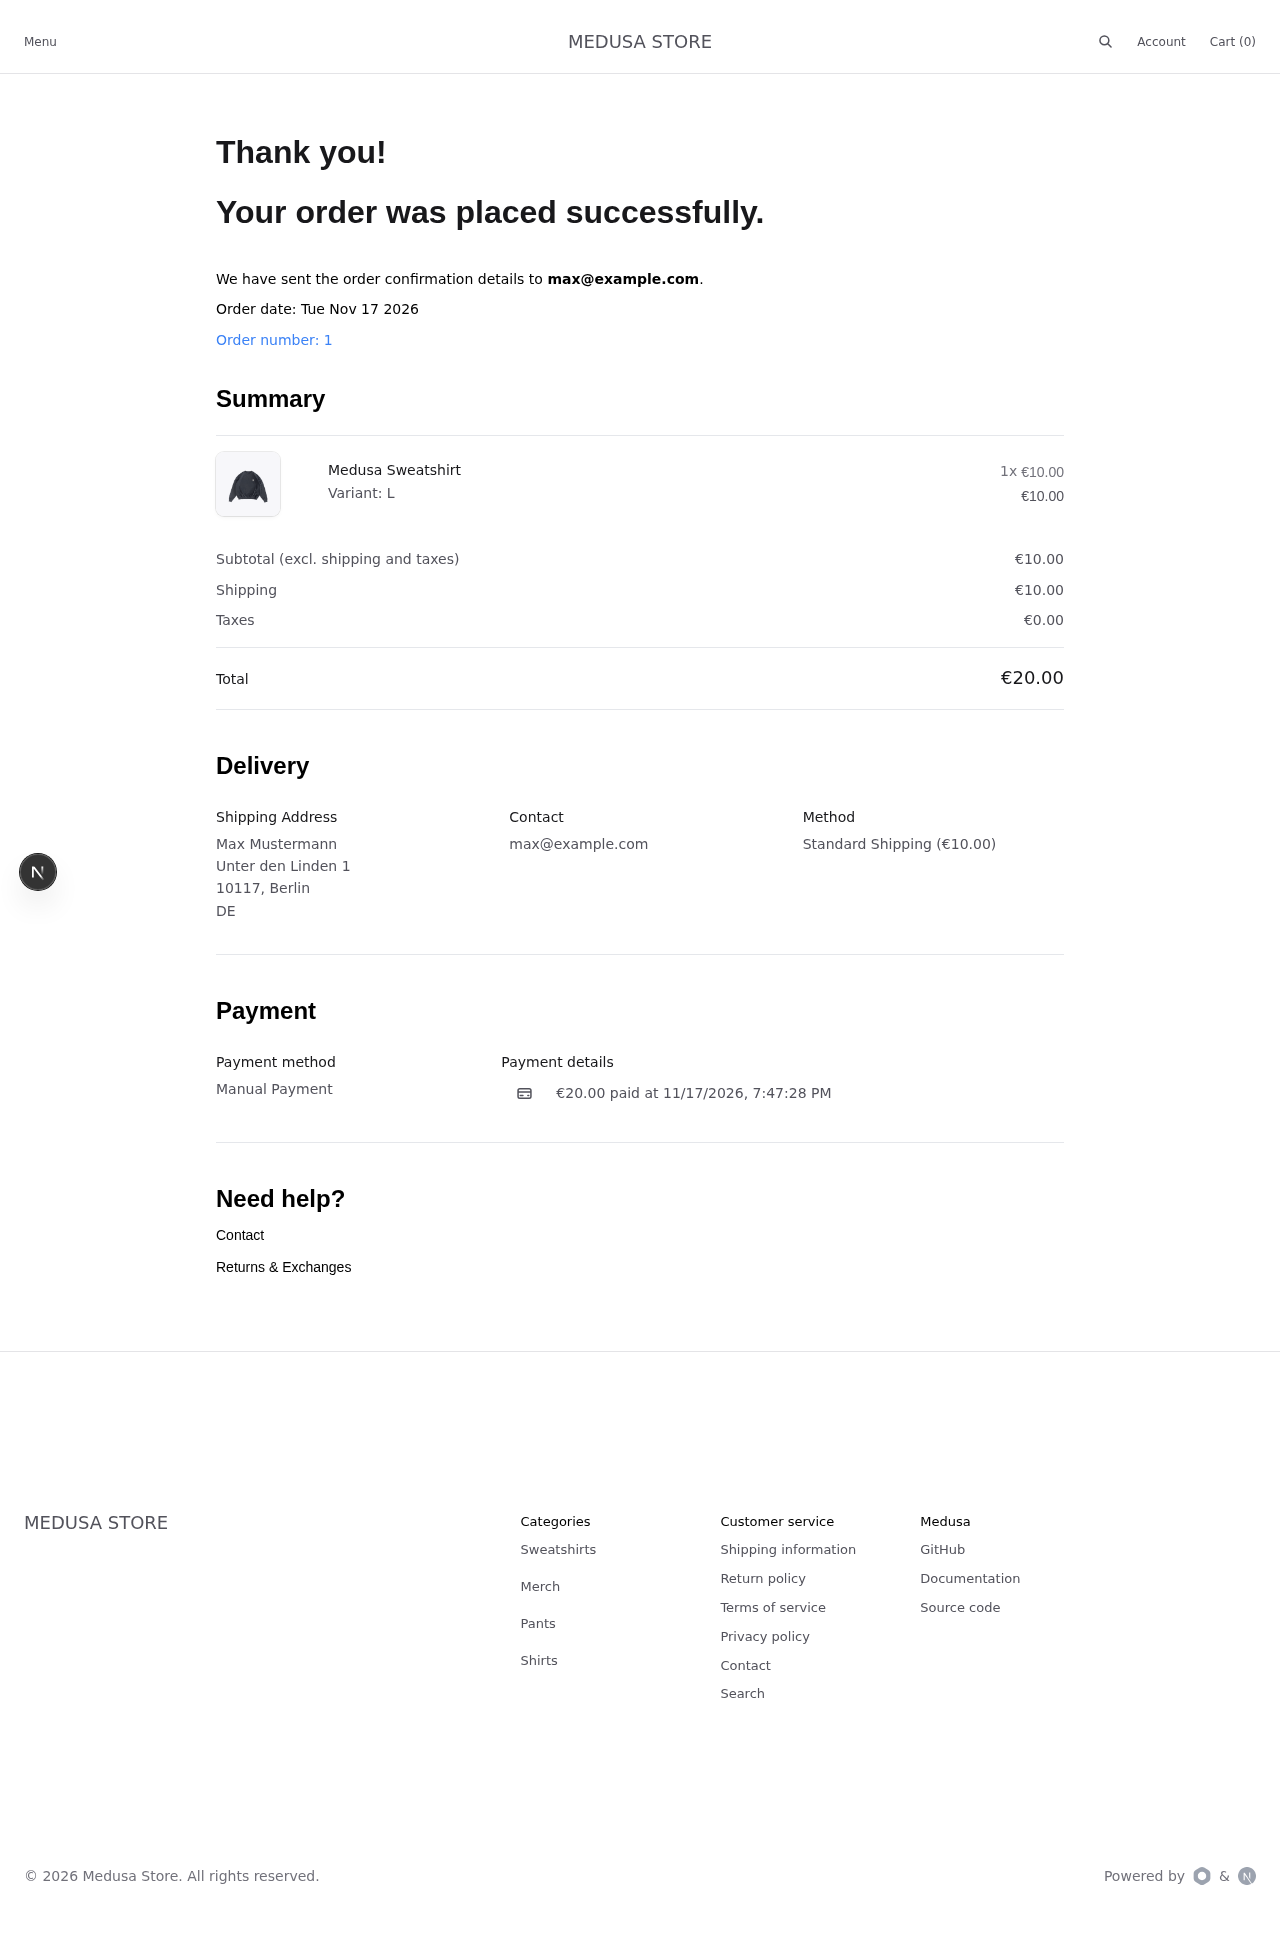 Menu
MEDUSA STORE
Account
Cart (0)
Thank you!
Your order was placed successfully.
We have sent the order confirmation details to max@example.com.
Order date: Tue Nov 17 2026
Order number: 1
Summary
Medusa Sweatshirt
1x €10.00
Variant: L
€10.00
Subtotal (excl. shipping and taxes)
€10.00
Shipping
€10.00
Taxes
€0.00
Total
€20.00
Delivery
Shipping Address
Max Mustermann
Unter den Linden 1
10117, Berlin
DE
Contact
max@example.com
Method
Standard Shipping (€10.00)
Payment
Payment method
Manual Payment
Payment details
€20.00 paid at 11/17/2026, 7:47:28 PM
Need help?
Contact
Returns & Exchanges
MEDUSA STORE
Categories
Sweatshirts
Merch
Pants
Shirts
Customer service
Shipping information
Return policy
Terms of service
Privacy policy
Contact
Search
Medusa
GitHub
Documentation
Source code
© 2026 Medusa Store. All rights reserved.
Powered by &